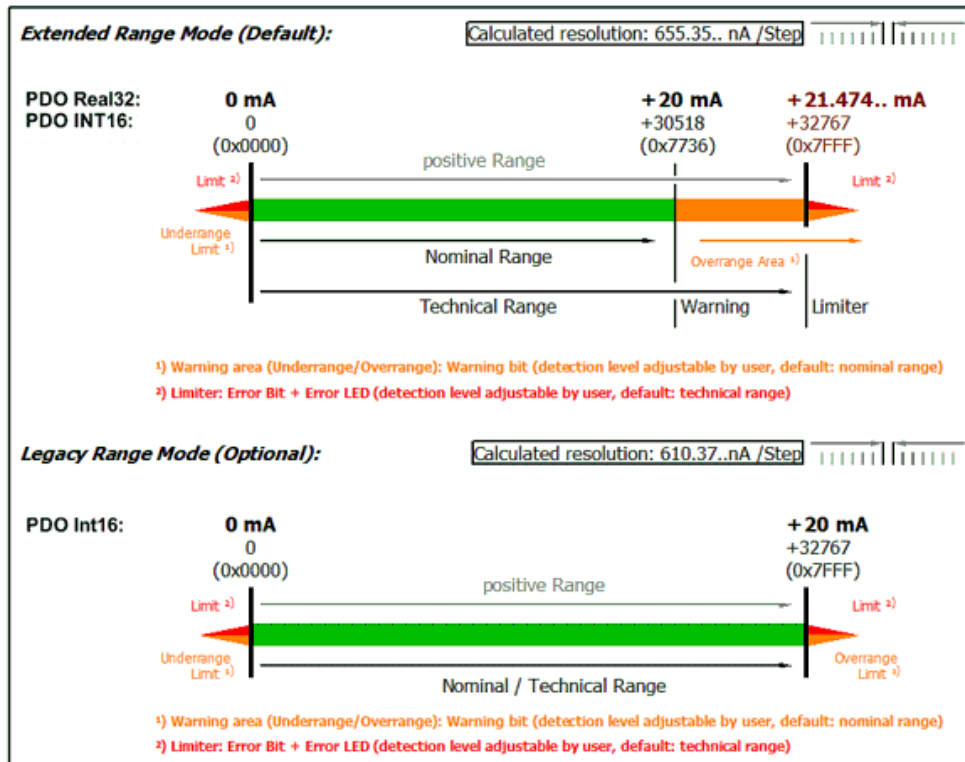 Extended Range Mode (Default):
Calculated resolution: 655.35.. nA /Step
PDO Real32: 0 mA +20 mA +21.474.. mA
PDO INT16: 0 +30518 +32767
(0x0000) (0x7736) (0x7FFF)
positive Range
Limit ²) Limit ²)
Underrange
Limit ¹)
Nominal Range
Overrange Area ¹)
Technical Range Warning Limiter
¹) Warning area (Underrange/Overrange): Warning bit (detection level adjustable by user, default: nominal range)
²) Limiter: Error Bit + Error LED (detection level adjustable by user, default: technical range)
Legacy Range Mode (Optional):
Calculated resolution: 610.37..nA /Step
PDO Int16: 0 mA +20 mA
0 +32767
(0x0000) (0x7FFF)
positive Range
Limit ²) Limit ²)
Underrange Overrange
Limit ¹) Limit ¹)
Nominal / Technical Range
¹) Warning area (Underrange/Overrange): Warning bit (detection level adjustable by user, default: nominal range)
²) Limiter: Error Bit + Error LED (detection level adjustable by user, default: technical range)